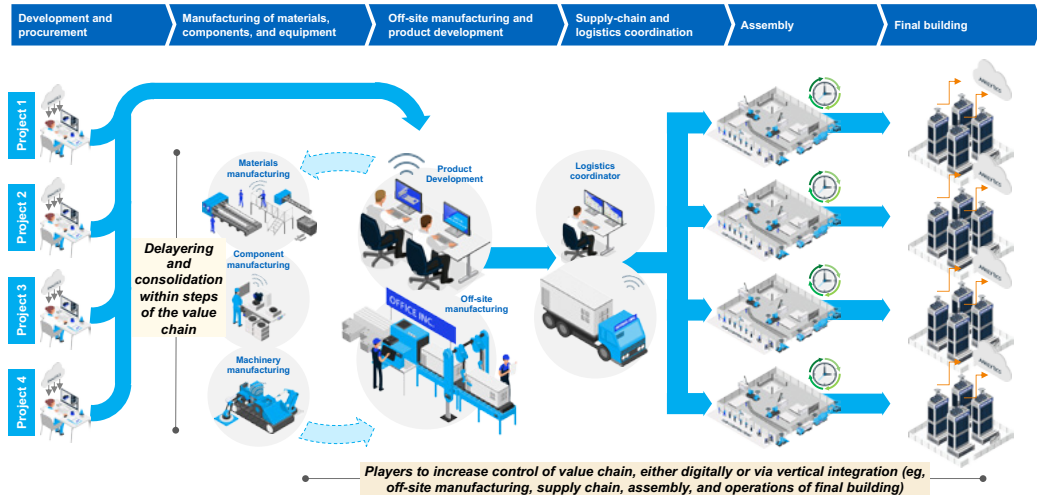 Development and
procurement
Manufacturing of materials,
components, and equipment
Off-site manufacturing and
product development
Supply-chain and
logistics coordination
Assembly
Final building
Project 1
Project 2
Project 3
Project 4
Materials
manufacturing
Component
manufacturing
Machinery
manufacturing
Delayering
and
consolidation
within steps
of the value
chain
Product
Development
OFFICE INC.
Off-site
manufacturing
Logistics
coordinator
ANALYTICS
ANALYTICS
ANALYTICS
ANALYTICS
Players to increase control of value chain, either digitally or via vertical integration (eg,
off-site manufacturing, supply chain, assembly, and operations of final building)